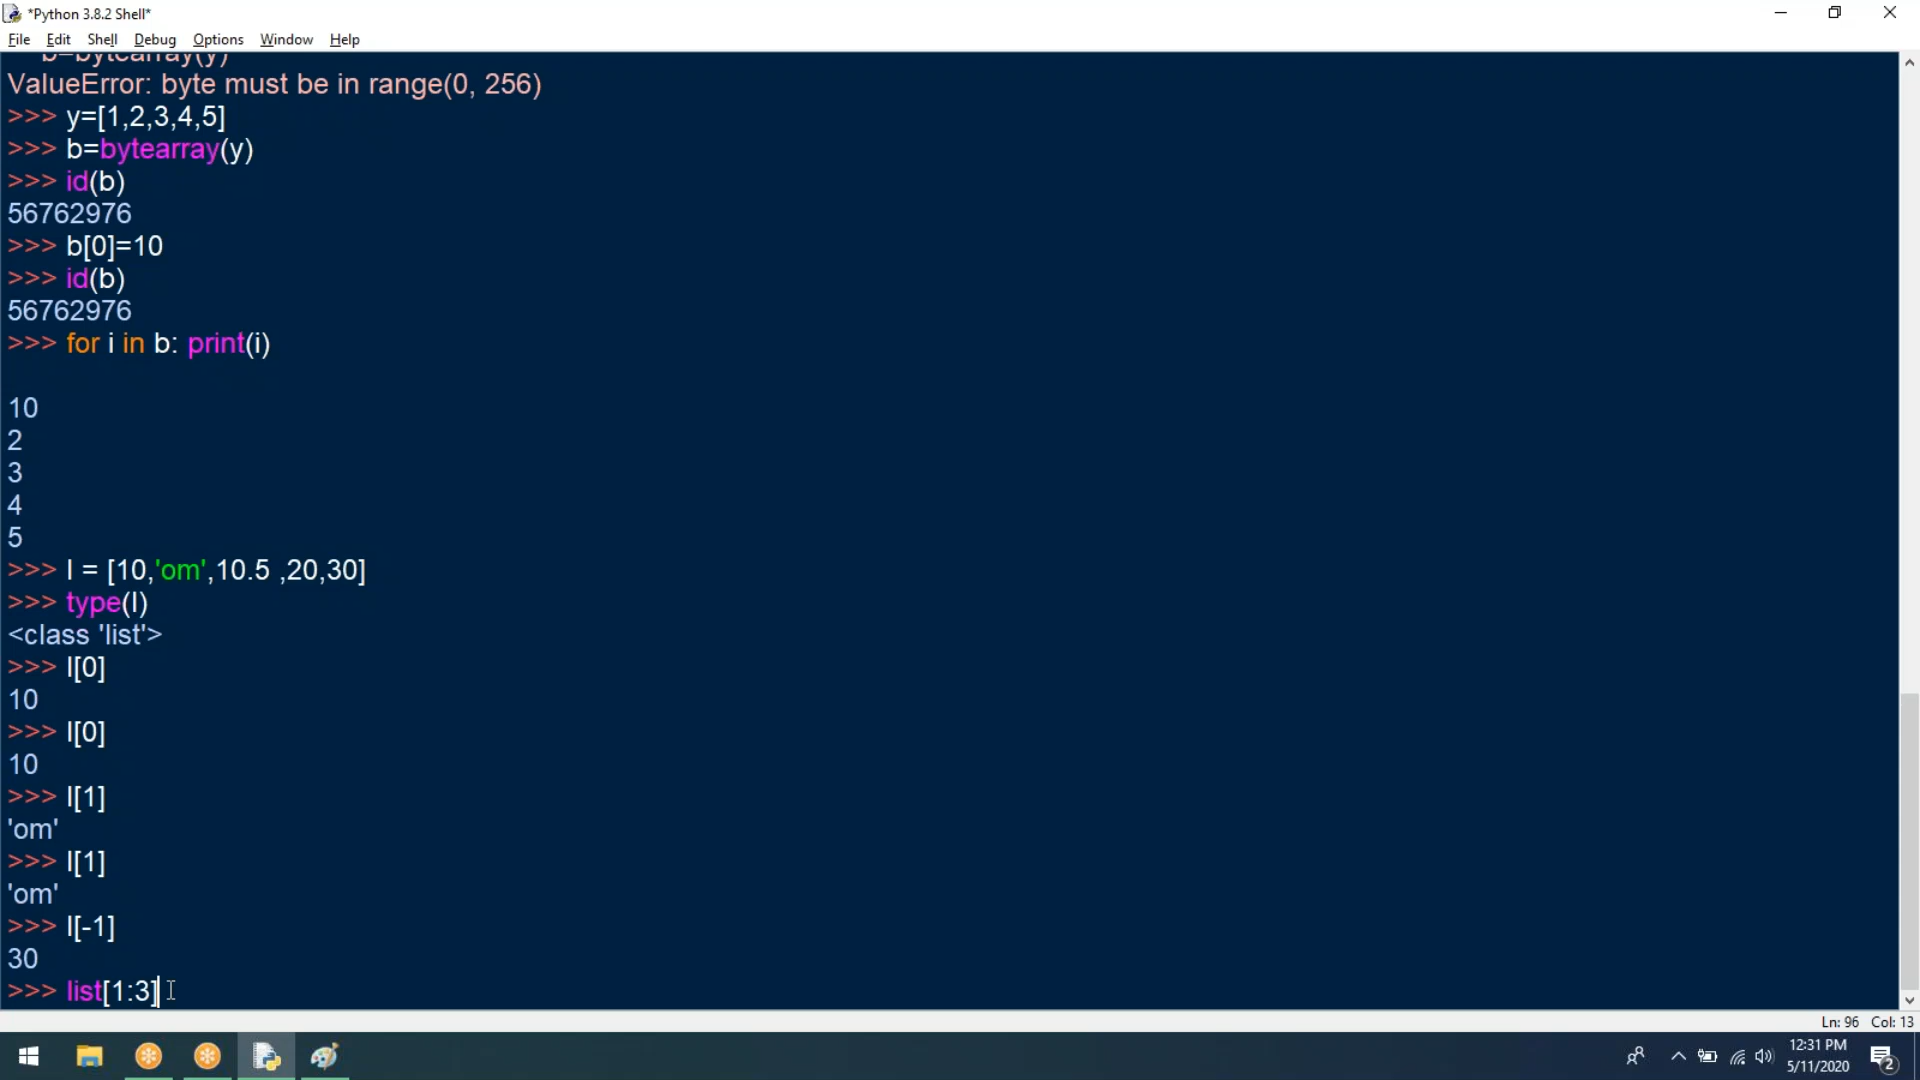 *Python 3.8.2 Shell*
File Edit Shell Debug Options Window Help
b=bytearray(y)
ValueError: byte must be in range(0, 256)
>>> y=[1,2,3,4,5]
>>> b=bytearray(y)
>>> id(b)
56762976
>>> b[0]=10
>>> id(b)
56762976
>>> for i in b: print(i)
10
2
3
4
5
>>> l = [10,'om',10.5 ,20,30]
>>> type(l)
<class 'list'>
>>> l[0]
10
>>> l[0]
10
>>> l[1]
'om'
>>> l[1]
'om'
>>> l[-1]
30
>>> list[1:3]
Ln: 96 Col: 13
12:31 PM
5/11/2020
2